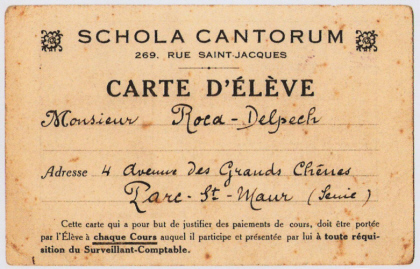 SCHOLA CANTORUM
269, RUE SAINT-JACQUES
CARTE D'ÉLÈVE
Monsieur Roca-Delpech
Adresse 4 avenue des Grands Chênes
Parc-St-Maur (Seine)
Cette carte qui a pour but de justifier des paiements de cours, doit être portée
par l'Élève à chaque Cours auquel il participe et présentée par lui à toute réqui-
sition du Surveillant-Comptable.